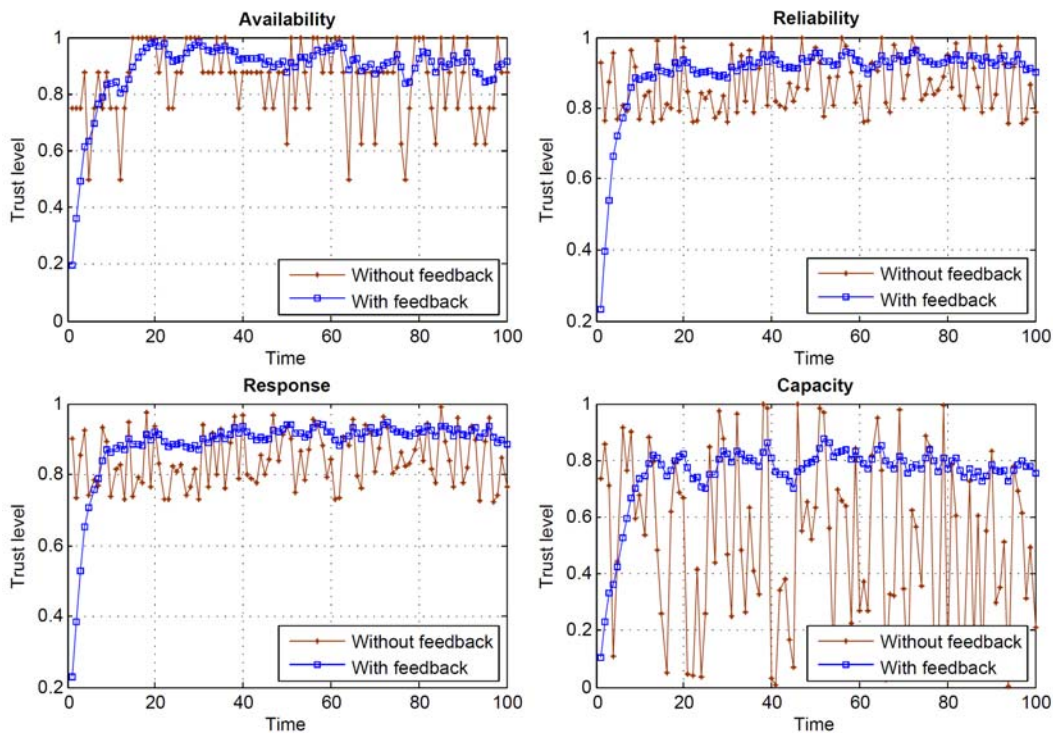 Availability
Trust level
1
0.8
0.6
0.4
0.2
0
0 20 40 60 80 100
Time
Without feedback
With feedback
Reliability
Trust level
1
0.8
0.6
0.4
0.2
0 20 40 60 80 100
Time
Without feedback
With feedback
Response
Trust level
1
0.8
0.6
0.4
0.2
0 20 40 60 80 100
Time
Without feedback
With feedback
Capacity
Trust level
1
0.8
0.6
0.4
0.2
0
0 20 40 60 80 100
Time
Without feedback
With feedback